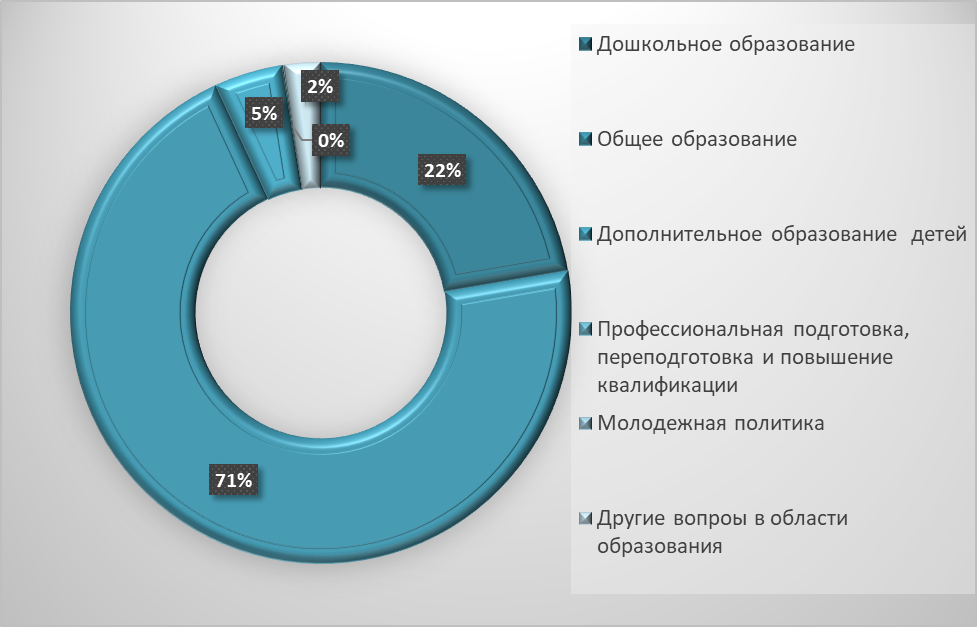 2%
5%
0%
22%
71%
Дошкольное образование
Общее образование
Дополнительное образование детей
Профессиональная подготовка,
переподготовка и повышение
квалификации
Молодежная политика
Другие вопроы в области
образования